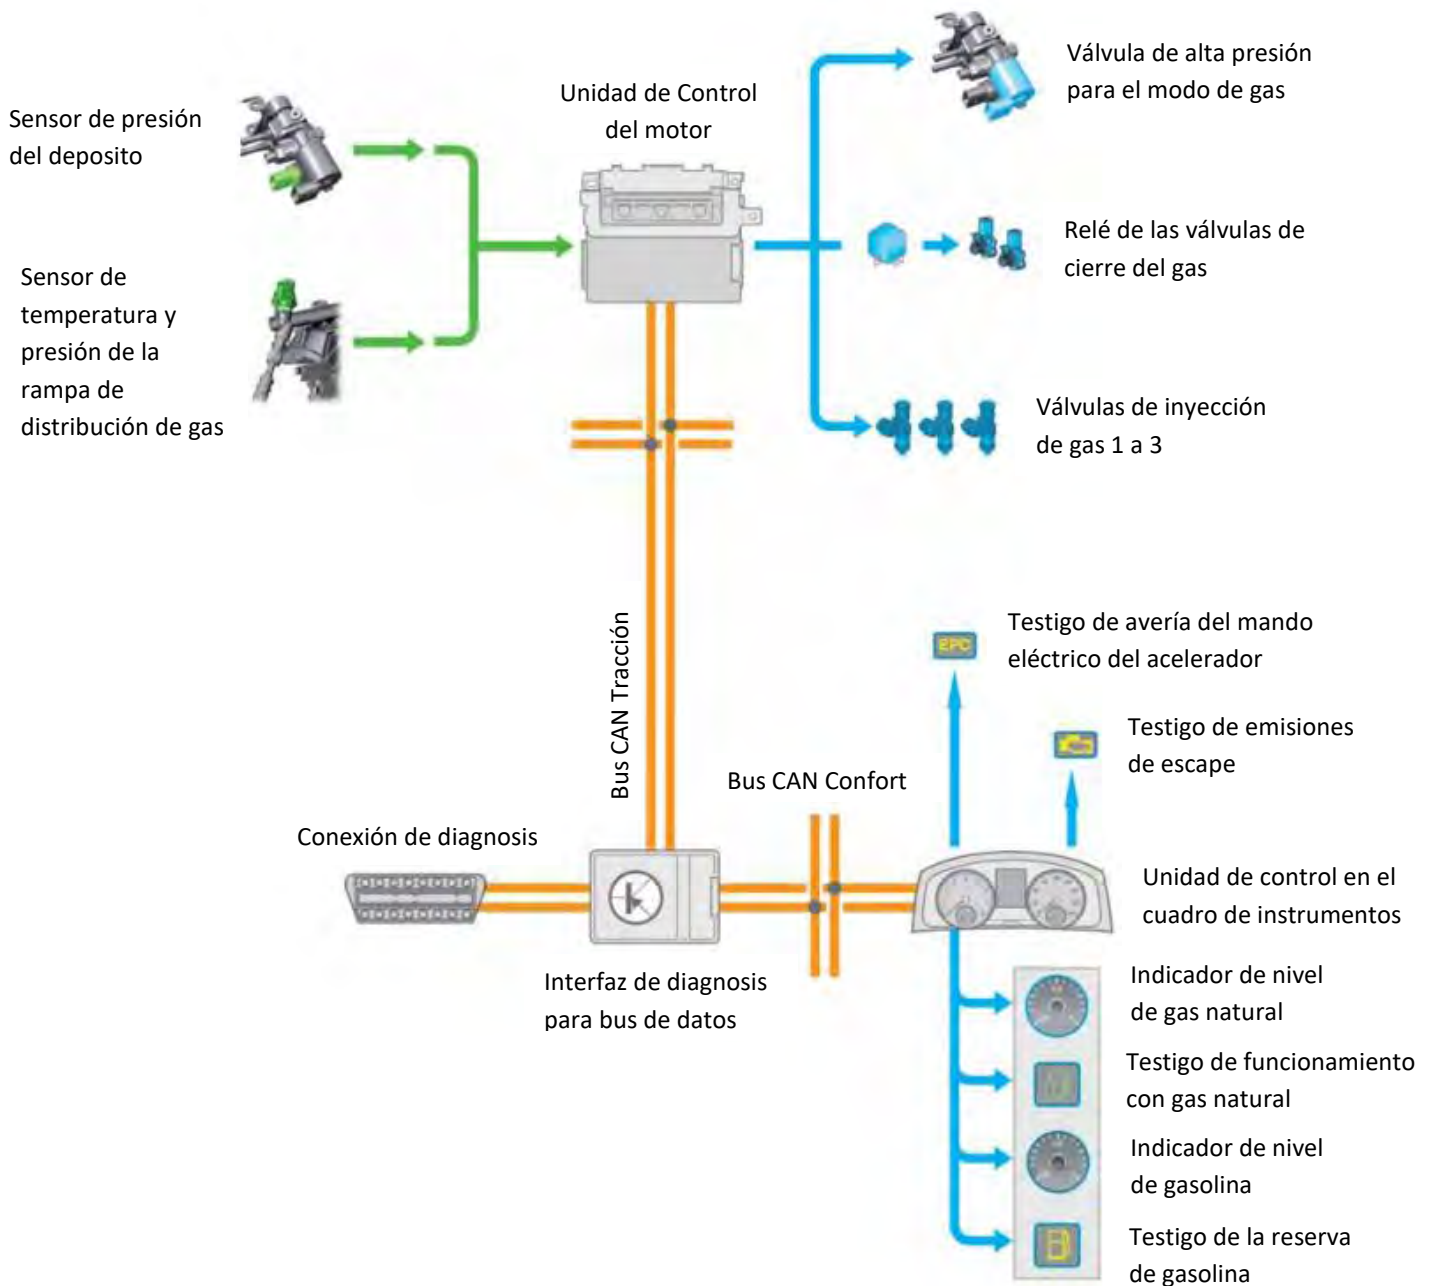 Válvula de alta presión
para el modo de gas
Unidad de Control
del motor
Sensor de presión
del deposito
Relé de las válvulas de
cierre del gas
Sensor de
temperatura y
presión de la
rampa de
distribución de gas
Válvulas de inyección
de gas 1 a 3
Bus CAN Tracción
EPC
Testigo de avería del mando
eléctrico del acelerador
Testigo de emisiones
de escape
Bus CAN Confort
Conexión de diagnosis
Unidad de control en el
cuadro de instrumentos
Interfaz de diagnosis
para bus de datos
Indicador de nivel
de gas natural
Testigo de funcionamiento
con gas natural
Indicador de nivel
de gasolina
Testigo de la reserva
de gasolina